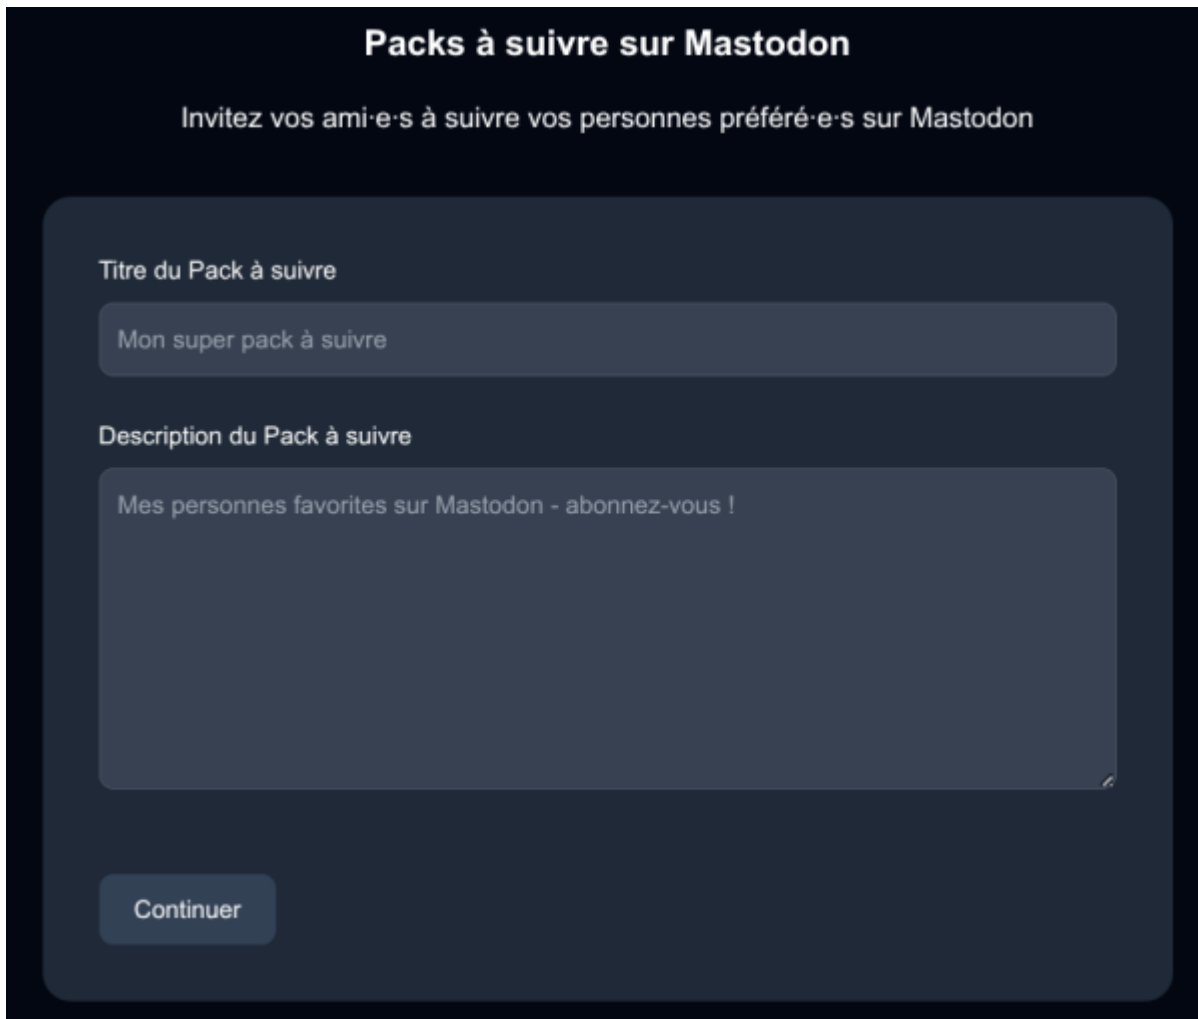 Packs à suivre sur Mastodon
Invitez vos ami·e·s à suivre vos personnes préféré·e·s sur Mastodon
Titre du Pack à suivre
Mon super pack à suivre
Description du Pack à suivre
Mes personnes favorites sur Mastodon - abonnez-vous !
Continuer